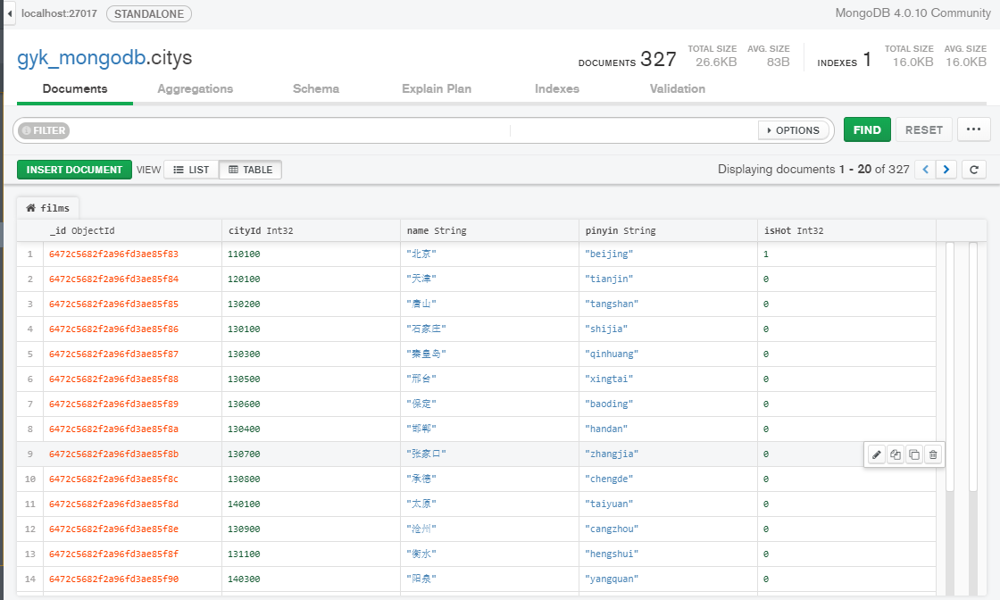 localhost:27017 STANDALONE MongoDB 4.0.10 Community
gyk_mongodb.citys
DOCUMENTS 327 TOTAL SIZE 26.6KB AVG. SIZE 83B INDEXES 1 TOTAL SIZE 16.0KB AVG. SIZE 16.0KB
Documents Aggregations Schema Explain Plan Indexes Validation
FILTER OPTIONS FIND RESET ...
INSERT DOCUMENT VIEW LIST TABLE Displaying documents 1 - 20 of 327
films
_id ObjectId cityId Int32 name String pinyin String isHot Int32
1 6472c5682f2a96fd3ae85f83 110100 "北京" "beijing" 1
2 6472c5682f2a96fd3ae85f84 120100 "天津" "tianjin" 0
3 6472c5682f2a96fd3ae85f85 130200 "唐山" "tangshan" 0
4 6472c5682f2a96fd3ae85f86 130100 "石家庄" "shijia" 0
5 6472c5682f2a96fd3ae85f87 130300 "秦皇岛" "qinhuang" 0
6 6472c5682f2a96fd3ae85f88 130500 "邢台" "xingtai" 0
7 6472c5682f2a96fd3ae85f89 130600 "保定" "baoding" 0
8 6472c5682f2a96fd3ae85f8a 130400 "邯郸" "handan" 0
9 6472c5682f2a96fd3ae85f8b 130700 "张家口" "zhangjia" 0
10 6472c5682f2a96fd3ae85f8c 130800 "承德" "chengde" 0
11 6472c5682f2a96fd3ae85f8d 140100 "太原" "taiyuan" 0
12 6472c5682f2a96fd3ae85f8e 130900 "沧州" "cangzhou" 0
13 6472c5682f2a96fd3ae85f8f 131100 "衡水" "hengshui" 0
14 6472c5682f2a96fd3ae85f90 140300 "阳泉" "yangquan" 0